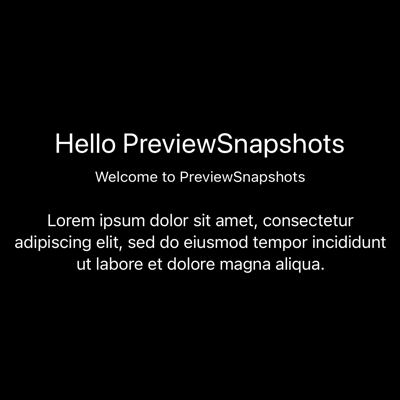 Hello PreviewSnapshots
Welcome to PreviewSnapshots
Lorem ipsum dolor sit amet, consectetur
adipiscing elit, sed do eiusmod tempor incididunt
ut labore et dolore magna aliqua.